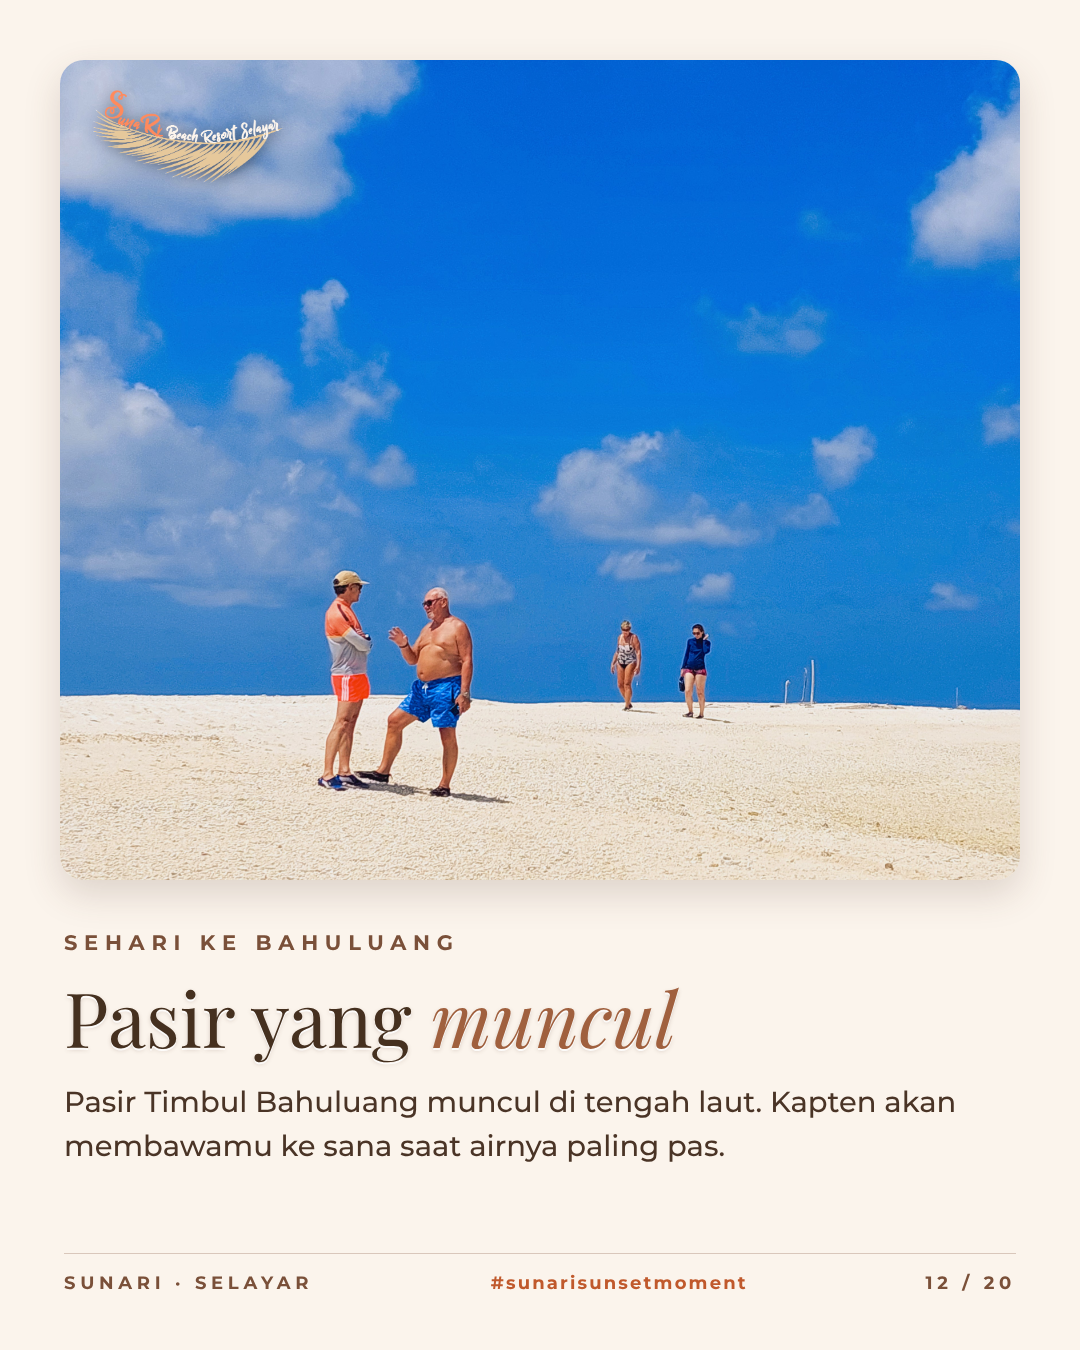 SunaRi Beach Resort Selayar
SEHARI KE BAHULUANG
Pasir yang muncul
Pasir Timbul Bahuluang muncul di tengah laut. Kapten akan
membawamu ke sana saat airnya paling pas.
SUNARI · SELAYAR
#sunarisunsetmoment
12 / 20